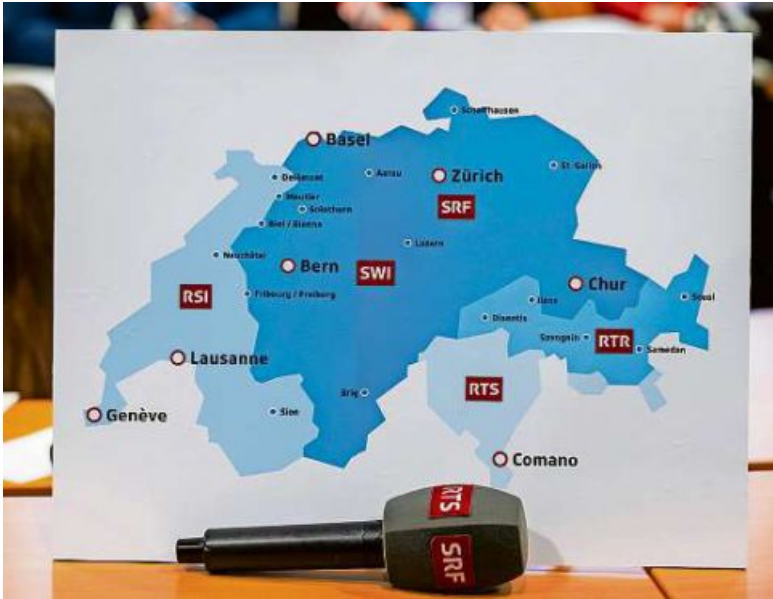 Schaffhausen
Basel
St. Gallen
Aarau
Zürich
Delémont
Moutier
SRF
Solothurn
Biel / Bienne
Luzern
Neuchâtel
Bern
SWI
Chur
RSI
Fribourg / Freiburg
Ilanz
Scuol
Disentis
Savognin
RTR
Samedan
Lausanne
RTS
Brig
Sion
Genève
Comano
RTS
SRF